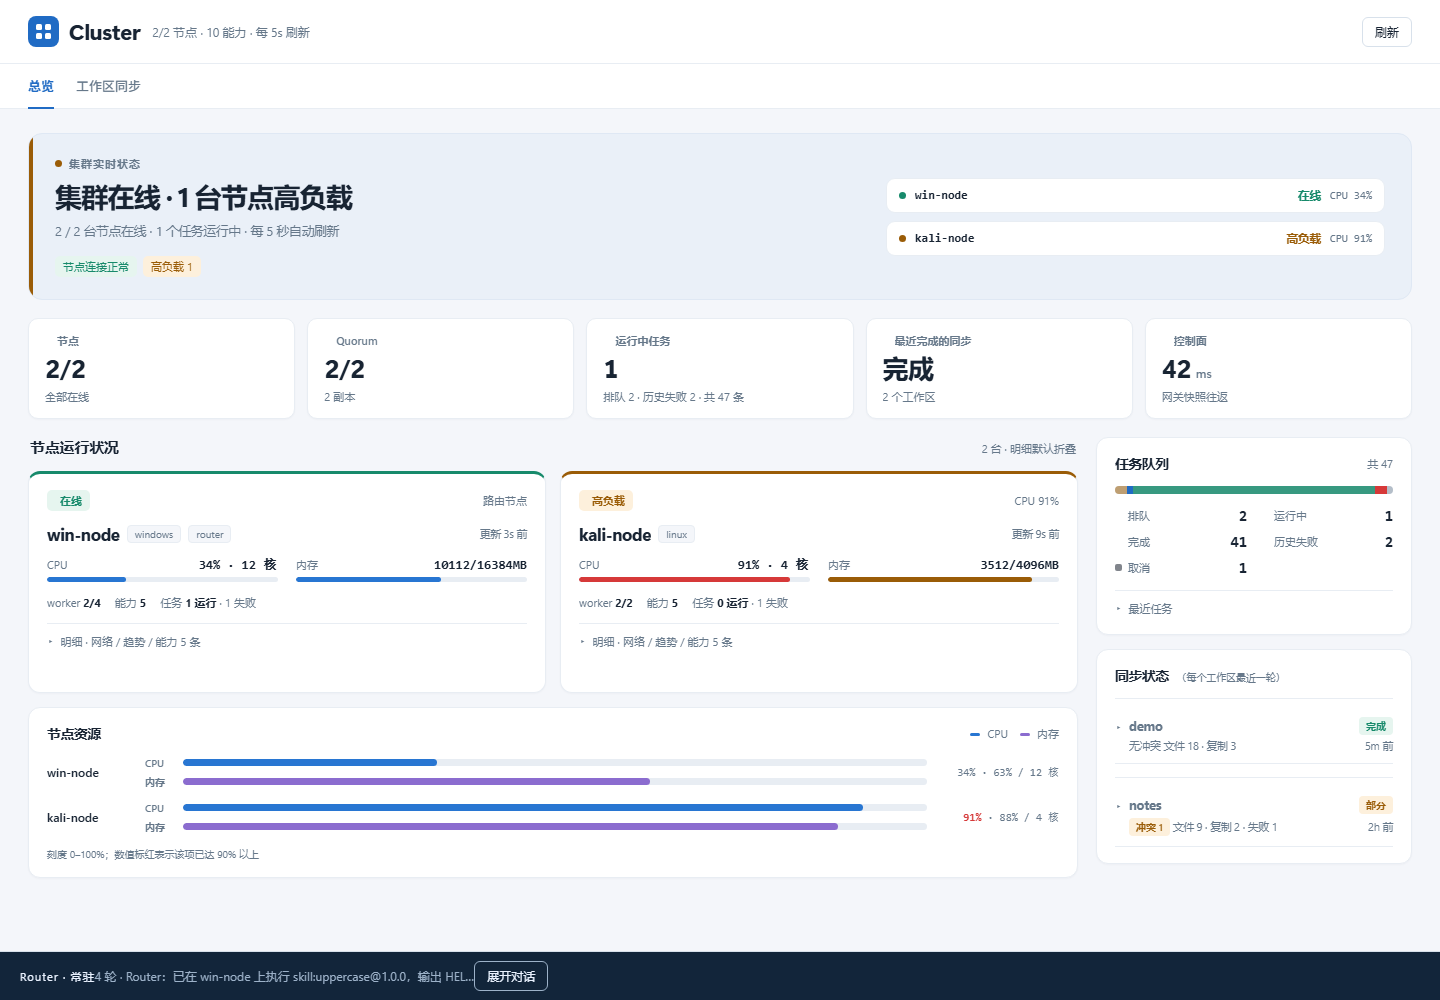 Cluster
2/2 节点 · 10 能力 · 每 5s 刷新
刷新
总览
工作区同步
集群实时状态
集群在线 · 1 台节点高负载
2 / 2 台节点在线 · 1 个任务运行中 · 每 5 秒自动刷新
节点连接正常
高负载 1
win-node
在线 CPU 34%
kali-node
高负载 CPU 91%
节点
2/2
全部在线
Quorum
2/2
2 副本
运行中任务
1
排队 2 · 历史失败 2 · 共 47 条
最近完成的同步
完成
2 个工作区
控制面
42 ms
网关快照往返
节点运行状况
2 台 · 明细默认折叠
在线
路由节点
win-node windows router
更新 3s 前
CPU 34% · 12 核
内存 10112/16384MB
worker 2/4 能力 5 任务 1 运行 · 1 失败
明细 · 网络 / 趋势 / 能力 5 条
高负载
CPU 91%
kali-node linux
更新 9s 前
CPU 91% · 4 核
内存 3512/4096MB
worker 2/2 能力 5 任务 0 运行 · 1 失败
明细 · 网络 / 趋势 / 能力 5 条
节点资源
CPU 内存
win-node
CPU
内存
34% · 63% / 12 核
kali-node
CPU
内存
91% · 88% / 4 核
刻度 0–100%；数值标红表示该项已达 90% 以上
任务队列
共 47
排队 2
运行中 1
完成 41
历史失败 2
取消 1
最近任务
同步状态 （每个工作区最近一轮）
demo
完成
无冲突 文件 18 · 复制 3
5m 前
notes
部分
冲突 1 文件 9 · 复制 2 · 失败 1
2h 前
Router · 常驻4 轮 · Router：已在 win-node 上执行 skill:uppercase@1.0.0，输出 HEL...
展开对话